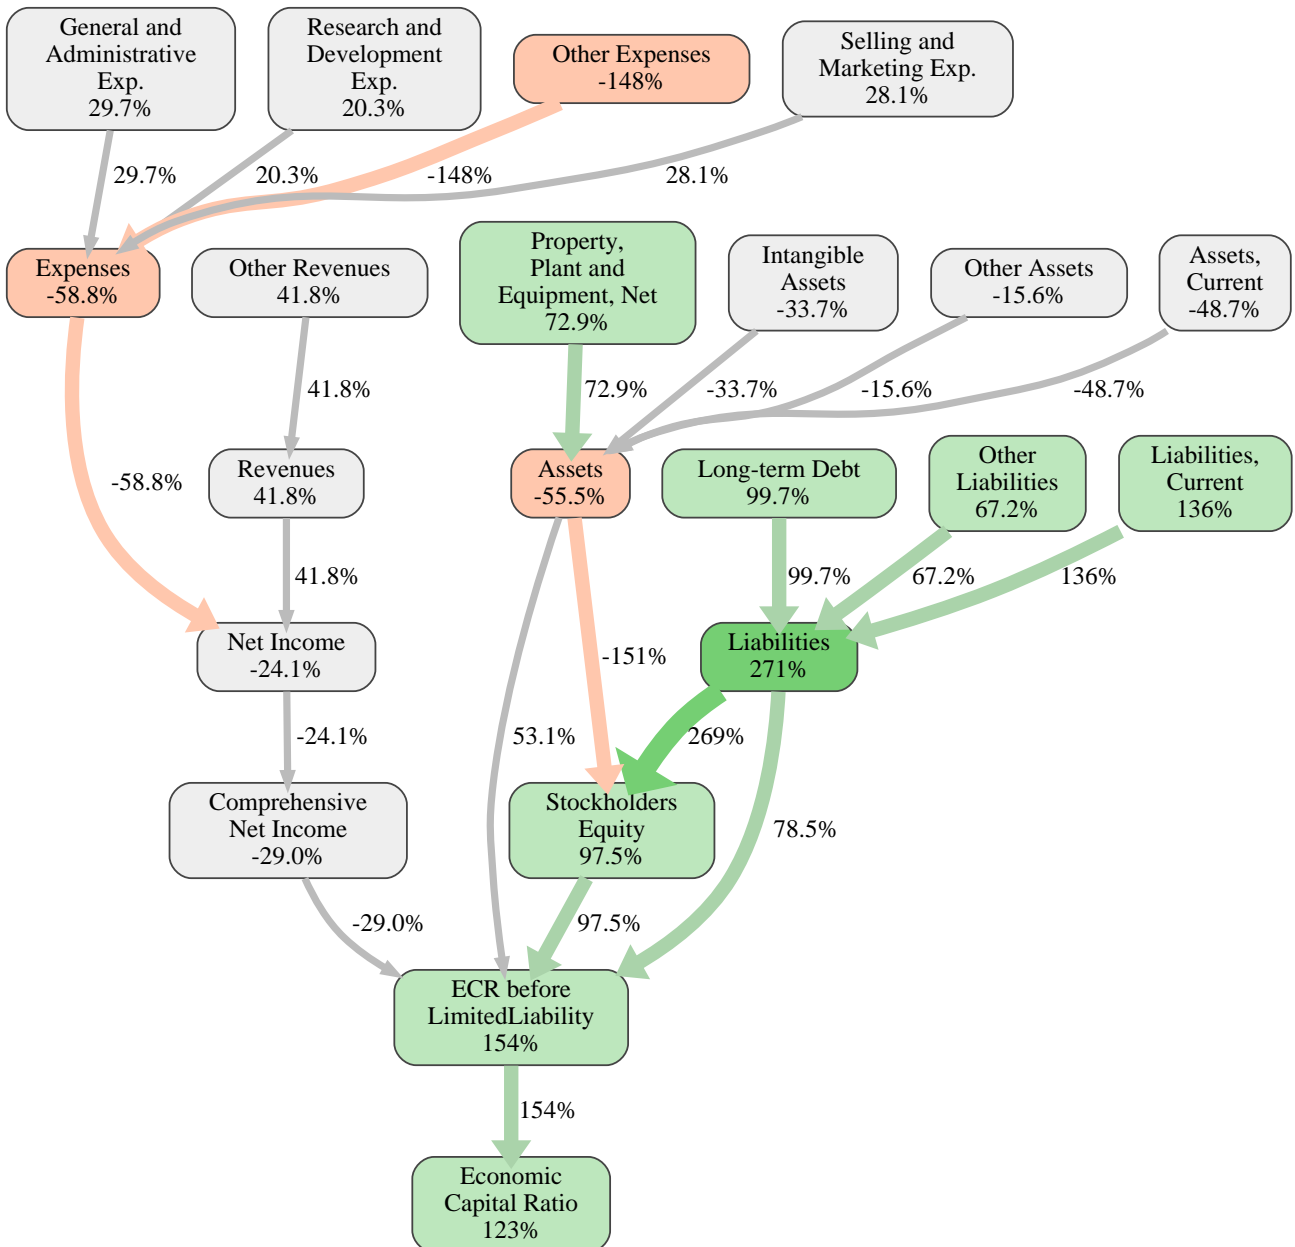 General and
Administrative
Exp.
29.7%
Research and
Development
Exp.
20.3%
Other Expenses
-148%
Selling and
Marketing Exp.
28.1%
29.7%
20.3%
-148%
28.1%
Expenses
-58.8%
Other Revenues
41.8%
Property,
Plant and
Equipment, Net
72.9%
Intangible
Assets
-33.7%
Other Assets
-15.6%
Assets,
Current
-48.7%
41.8%
72.9%
-33.7%
-15.6%
-48.7%
-58.8%
Revenues
41.8%
Assets
-55.5%
Long-term Debt
99.7%
Other
Liabilities
67.2%
Liabilities,
Current
136%
41.8%
99.7%
67.2%
136%
Net Income
-24.1%
-151%
Liabilities
271%
-24.1%
53.1%
269%
Comprehensive
Net Income
-29.0%
Stockholders
Equity
97.5%
78.5%
-29.0%
97.5%
ECR before
LimitedLiability
154%
154%
Economic
Capital Ratio
123%